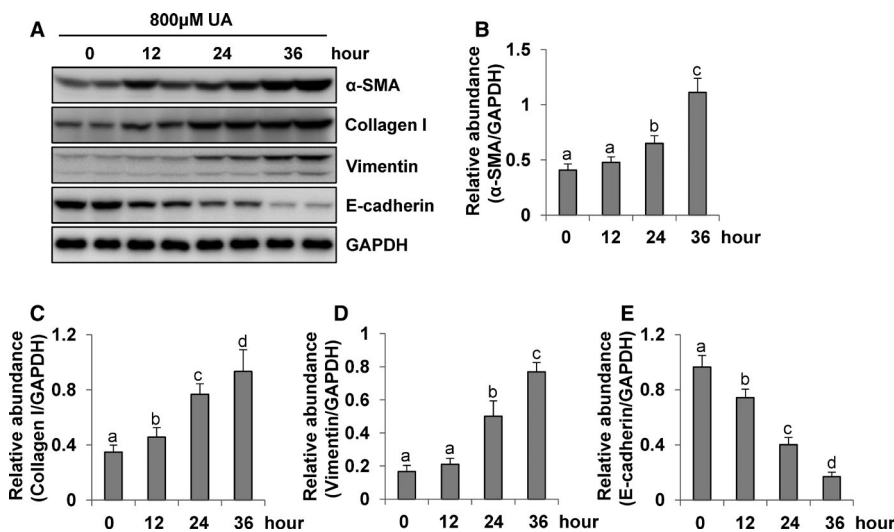 A
800μM UA
0 12 24 36 hour
α-SMA
Collagen I
Vimentin
E-cadherin
GAPDH
B
Relative abundance
(α-SMA/GAPDH)
1.5
1
0.5
0
a a b c
0 12 24 36 hour
C
Relative abundance
(Collagen I/GAPDH)
1.2
0.8
0.4
0
a b c d
0 12 24 36 hour
D
Relative abundance
(Vimentin/GAPDH)
1
0.8
0.6
0.4
0.2
0
a a b c
0 12 24 36 hour
E
Relative abundance
(E-cadherin/GAPDH)
1.2
0.8
0.4
0
a b c d
0 12 24 36 hour